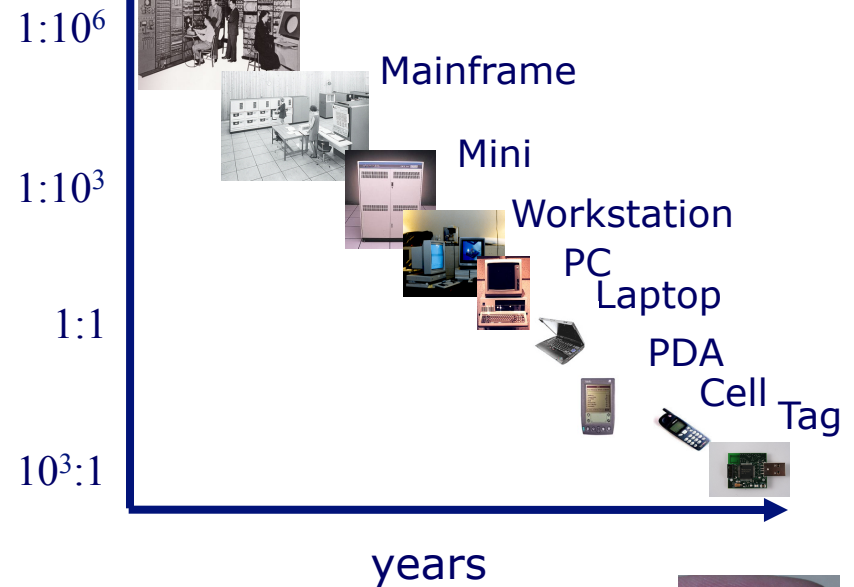 1:10⁶
Mainframe
Mini
1:10³
Workstation
PC
Laptop
1:1
PDA
Cell
Tag
10³:1
years